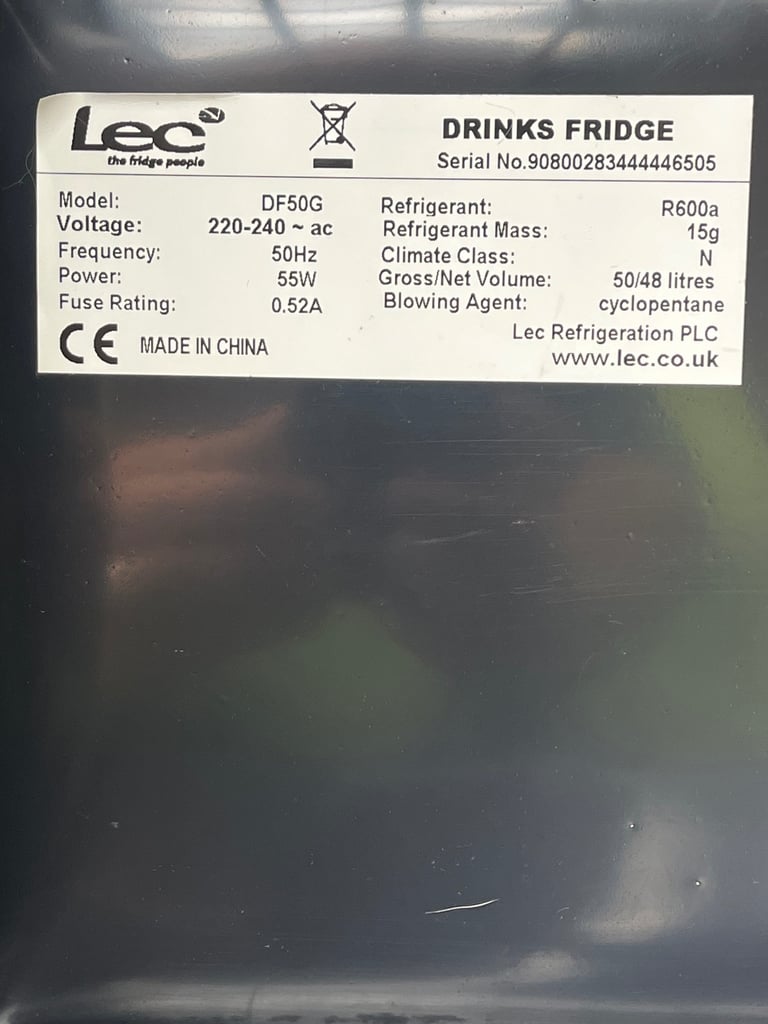 Lec
the fridge people
DRINKS FRIDGE
Serial No.90800283444446505
Model: DF50G
Voltage: 220-240 ~ ac
Frequency: 50Hz
Power: 55W
Fuse Rating: 0.52A
CE MADE IN CHINA
Refrigerant: R600a
Refrigerant Mass: 15g
Climate Class: N
Gross/Net Volume: 50/48 litres
Blowing Agent: cyclopentane
Lec Refrigeration PLC
www.lec.co.uk